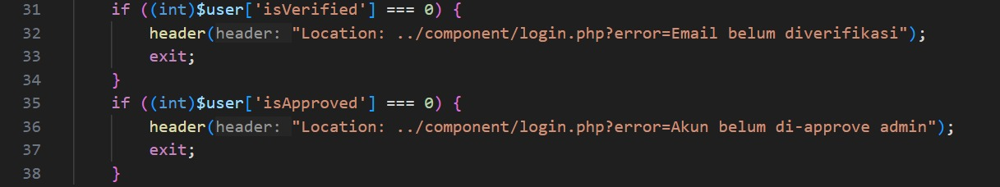 31 if ((int)$user['isVerified'] === 0) {
32 header(header: "Location: ../component/login.php?error=Email belum diverifikasi");
33 exit;
34 }
35 if ((int)$user['isApproved'] === 0) {
36 header(header: "Location: ../component/login.php?error=Akun belum di-approve admin");
37 exit;
38 }